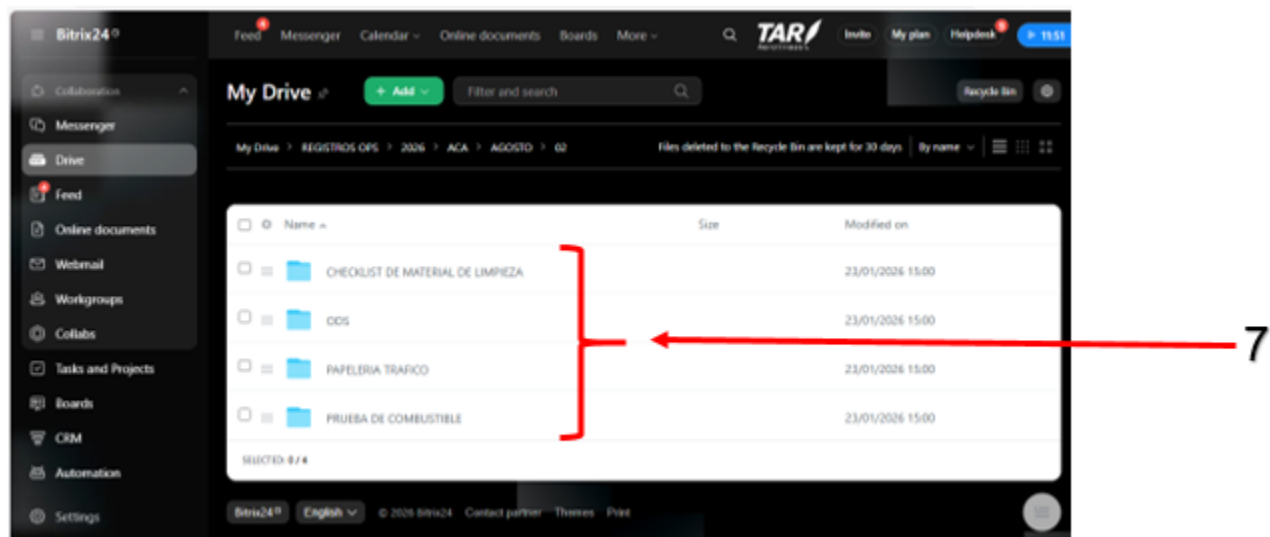 Bitrix24
Feed 4 Messenger Calendar Online documents Boards More
TAR
Invite My plan Helpdesk 11:51
Collaboration
Messenger
Drive
Feed
Online documents
Webmail
Workgroups
Collabs
Tasks and Projects
Boards
CRM
Automation
Settings
My Drive + Add Filter and search Recycle Bin
My Drive > REGISTROS OPS > 2026 > ACA > AGOSTO > 02 Files deleted to the Recycle Bin are kept for 30 days By name
Name Size Modified on
CHECKLIST DE MATERIAL DE LIMPIEZA 23/01/2026 15:00
ODS 23/01/2026 15:00
PAPELERIA TRAFICO 23/01/2026 15:00
PRUEBA DE COMBUSTIBLE 23/01/2026 15:00
SELECTED: 0 / 4
7
Bitrix24 English © 2026 Bitrix24 Contact partner Themes Print